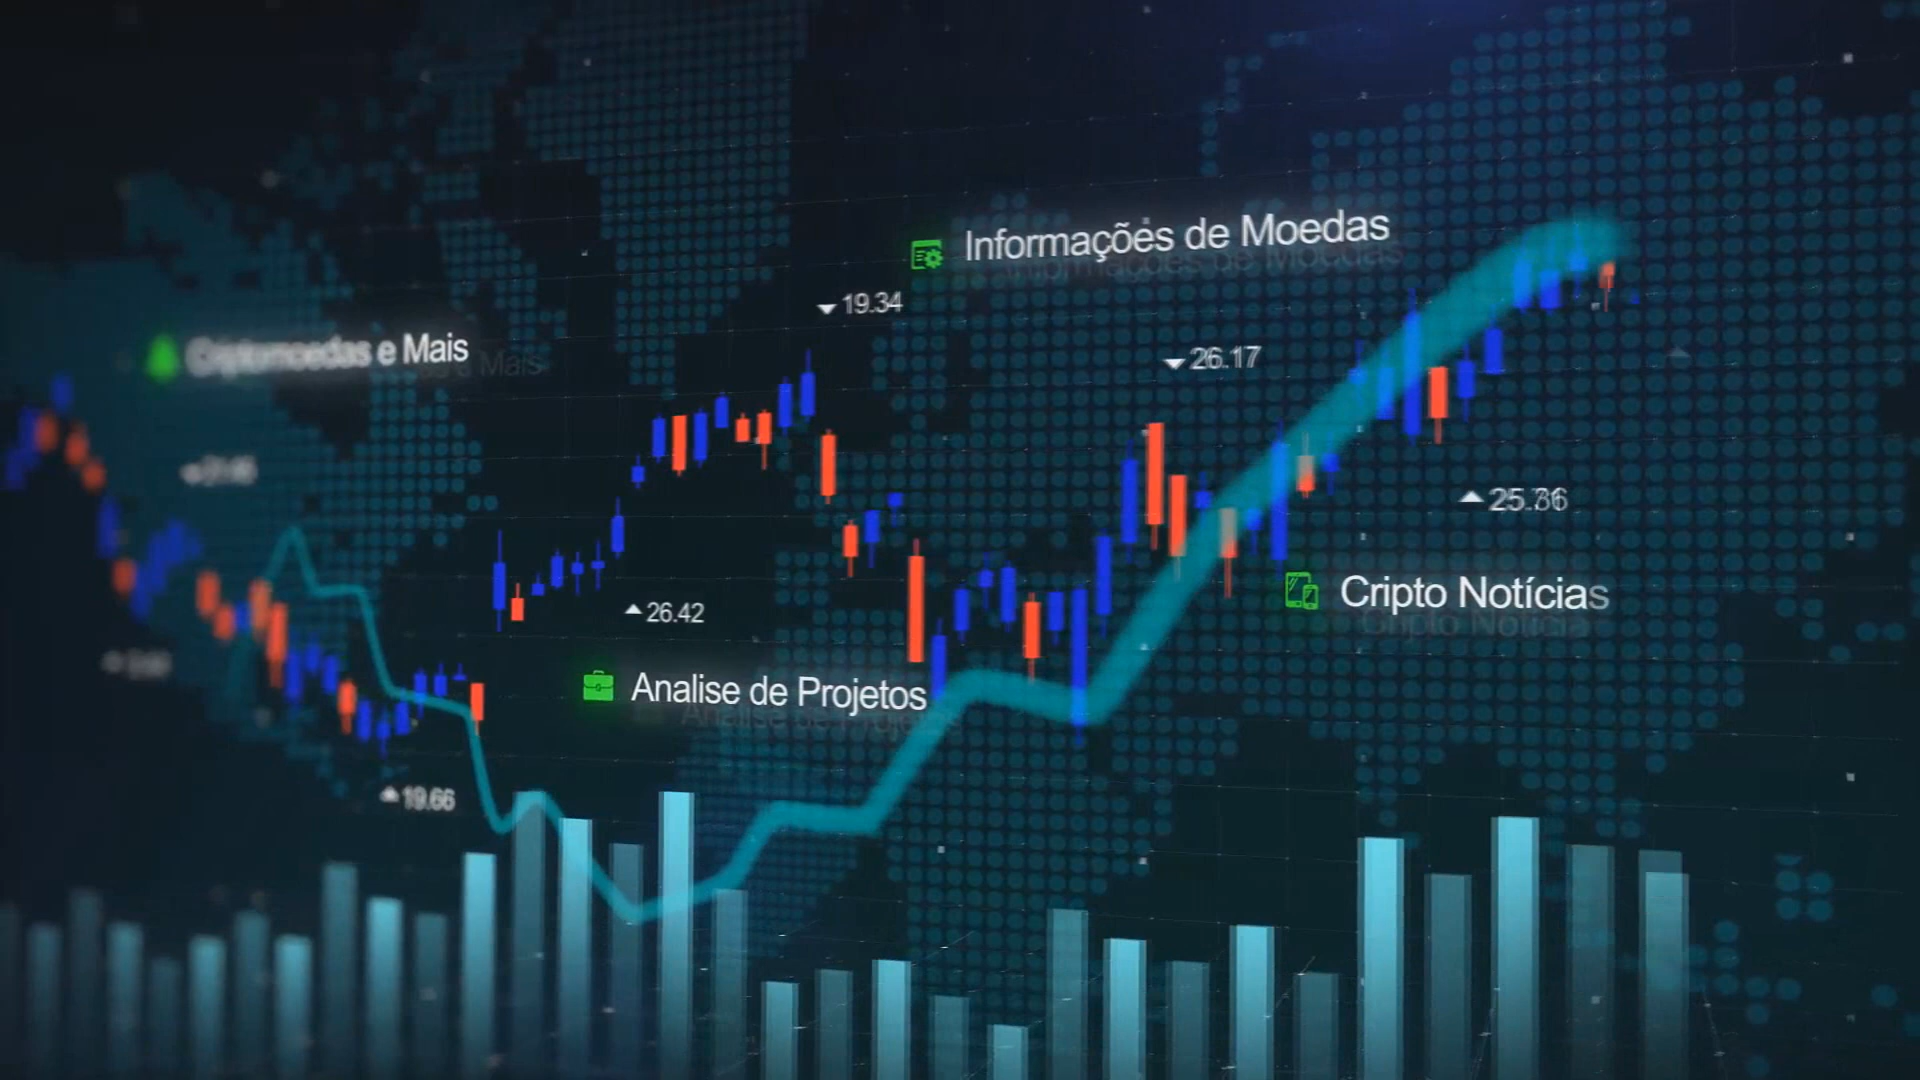 Informações de Moedas
19.34
Criptomoedas e Mais
26.17
25.
26.42
Cripto Notícias
Analise de Projetos
19.66